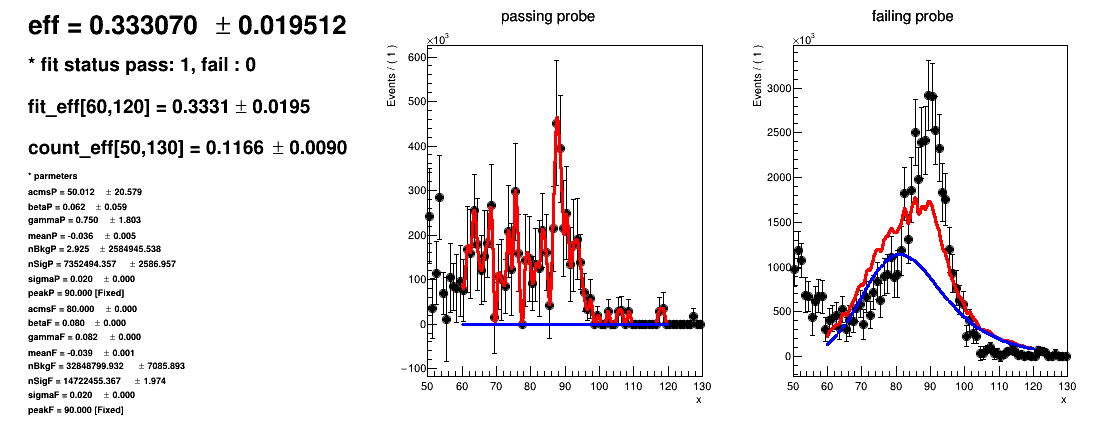 eff = 0.333070 ± 0.019512
* fit status pass: 1, fail : 0
fit_eff[60,120] = 0.3331 ± 0.0195
count_eff[50,130] = 0.1166 ± 0.0090
* parmeters
acmsP = 50.012 ± 20.579
betaP = 0.062 ± 0.059
gammaP = 0.750 ± 1.803
meanP = -0.036 ± 0.005
nBkgP = 2.925 ± 2584945.538
nSigP = 7352494.357 ± 2586.957
sigmaP = 0.020 ± 0.000
peakP = 90.000 [Fixed]
acmsF = 80.000 ± 0.000
betaF = 0.080 ± 0.000
gammaF = 0.082 ± 0.000
meanF = -0.039 ± 0.001
nBkgF = 32848799.932 ± 7085.893
nSigF = 14722455.367 ± 1.974
sigmaF = 0.020 ± 0.000
peakF = 90.000 [Fixed]
passing probe
×10³
Events / ( 1 )
600
500
400
300
200
100
0
−100
50 60 70 80 90 100 110 120 130
x
failing probe
×10³
Events / ( 1 )
3000
2500
2000
1500
1000
500
0
50 60 70 80 90 100 110 120 130
x